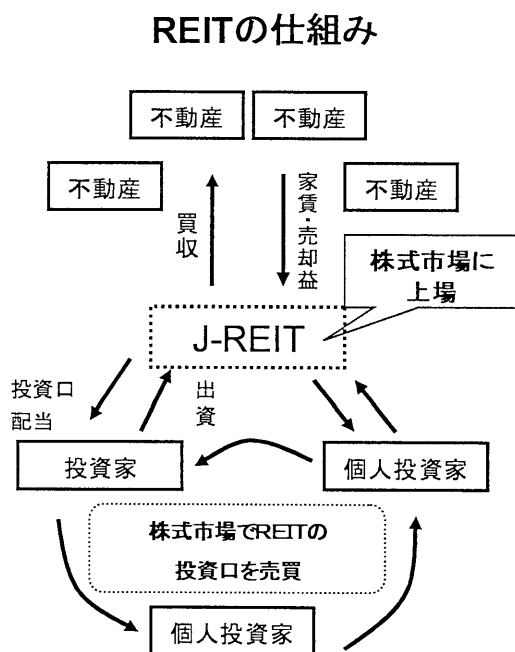 REITの仕組み
不動産
不動産
不動産
不動産
買収
家賃・売却益
株式市場に
上場
J-REIT
投資口
配当
出資
投資家
個人投資家
株式市場でREITの
投資口を売買
個人投資家